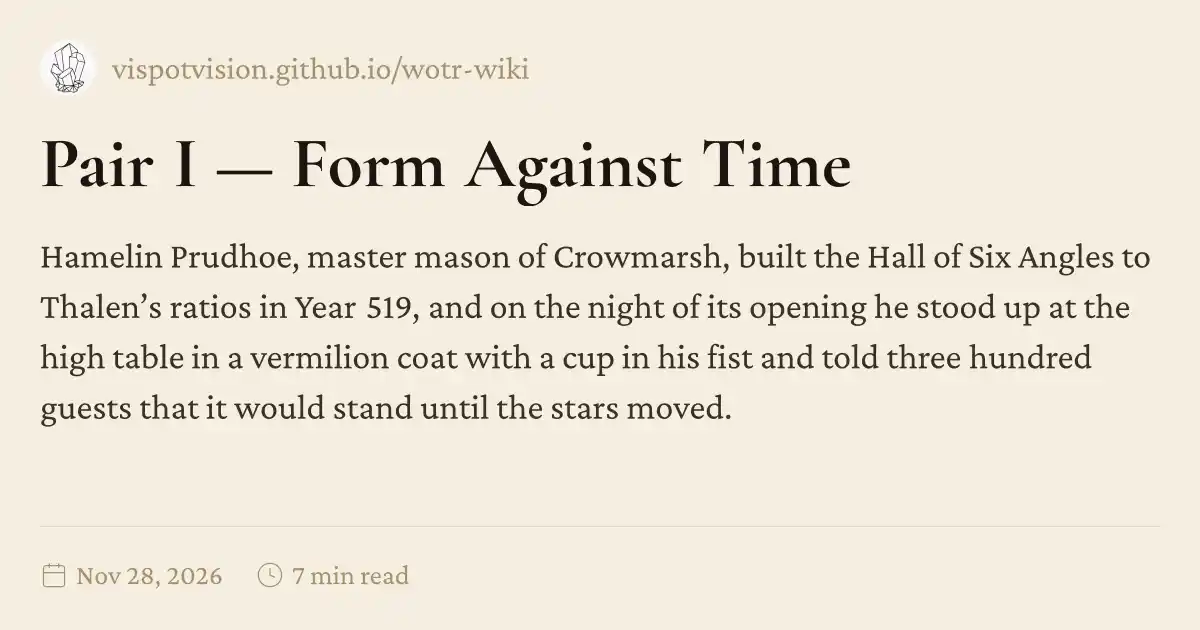 vispotvision.github.io/wotr-wiki
Pair I — Form Against Time
Hamelin Prudhoe, master mason of Crowmarsh, built the Hall of Six Angles to
Thalen’s ratios in Year 519, and on the night of its opening he stood up at the
high table in a vermilion coat with a cup in his fist and told three hundred
guests that it would stand until the stars moved.
Nov 28, 2026
7 min read